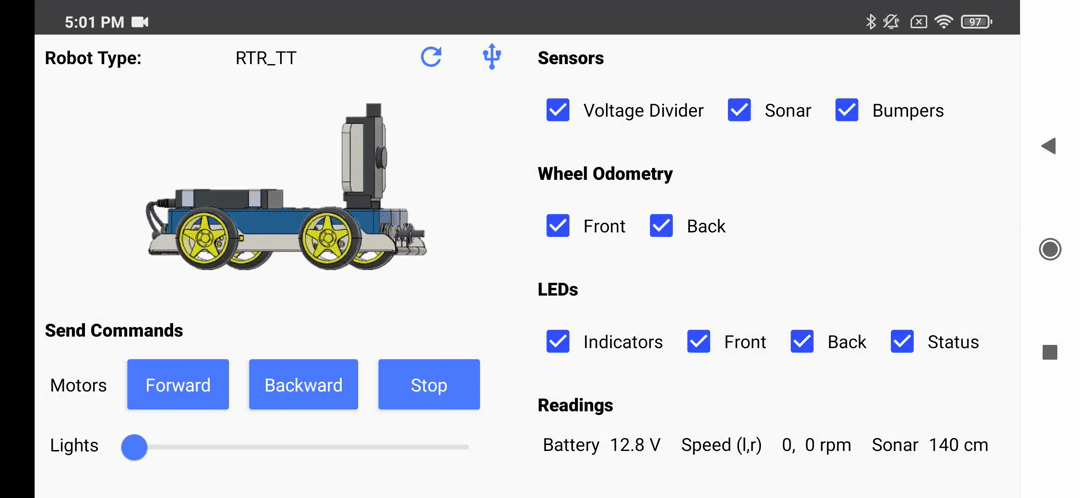 5:01 PM
97
Robot Type: RTR_TT
Send Commands
Motors Forward Backward Stop
Lights
Sensors
Voltage Divider Sonar Bumpers
Wheel Odometry
Front Back
LEDs
Indicators Front Back Status
Readings
Battery 12.8 V Speed (l,r) 0, 0 rpm Sonar 140 cm